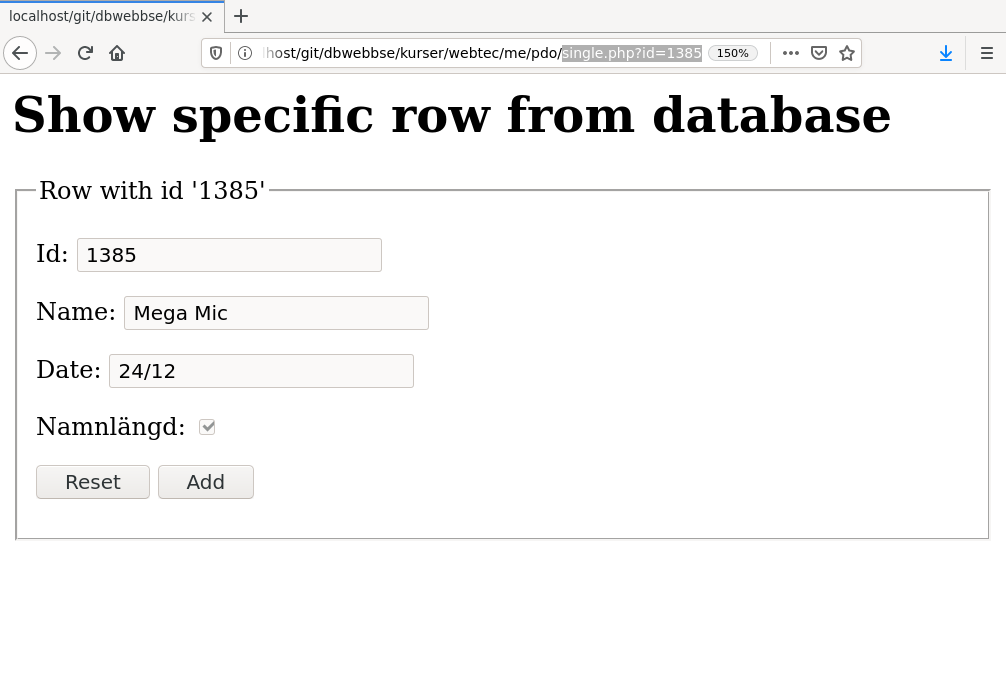 localhost/git/dbwebbse/kurs
lhost/git/dbwebbse/kurser/webtec/me/pdo/single.php?id=1385 150%
Show specific row from database
Row with id '1385'
Id: 1385
Name: Mega Mic
Date: 24/12
Namnlängd:
Reset Add